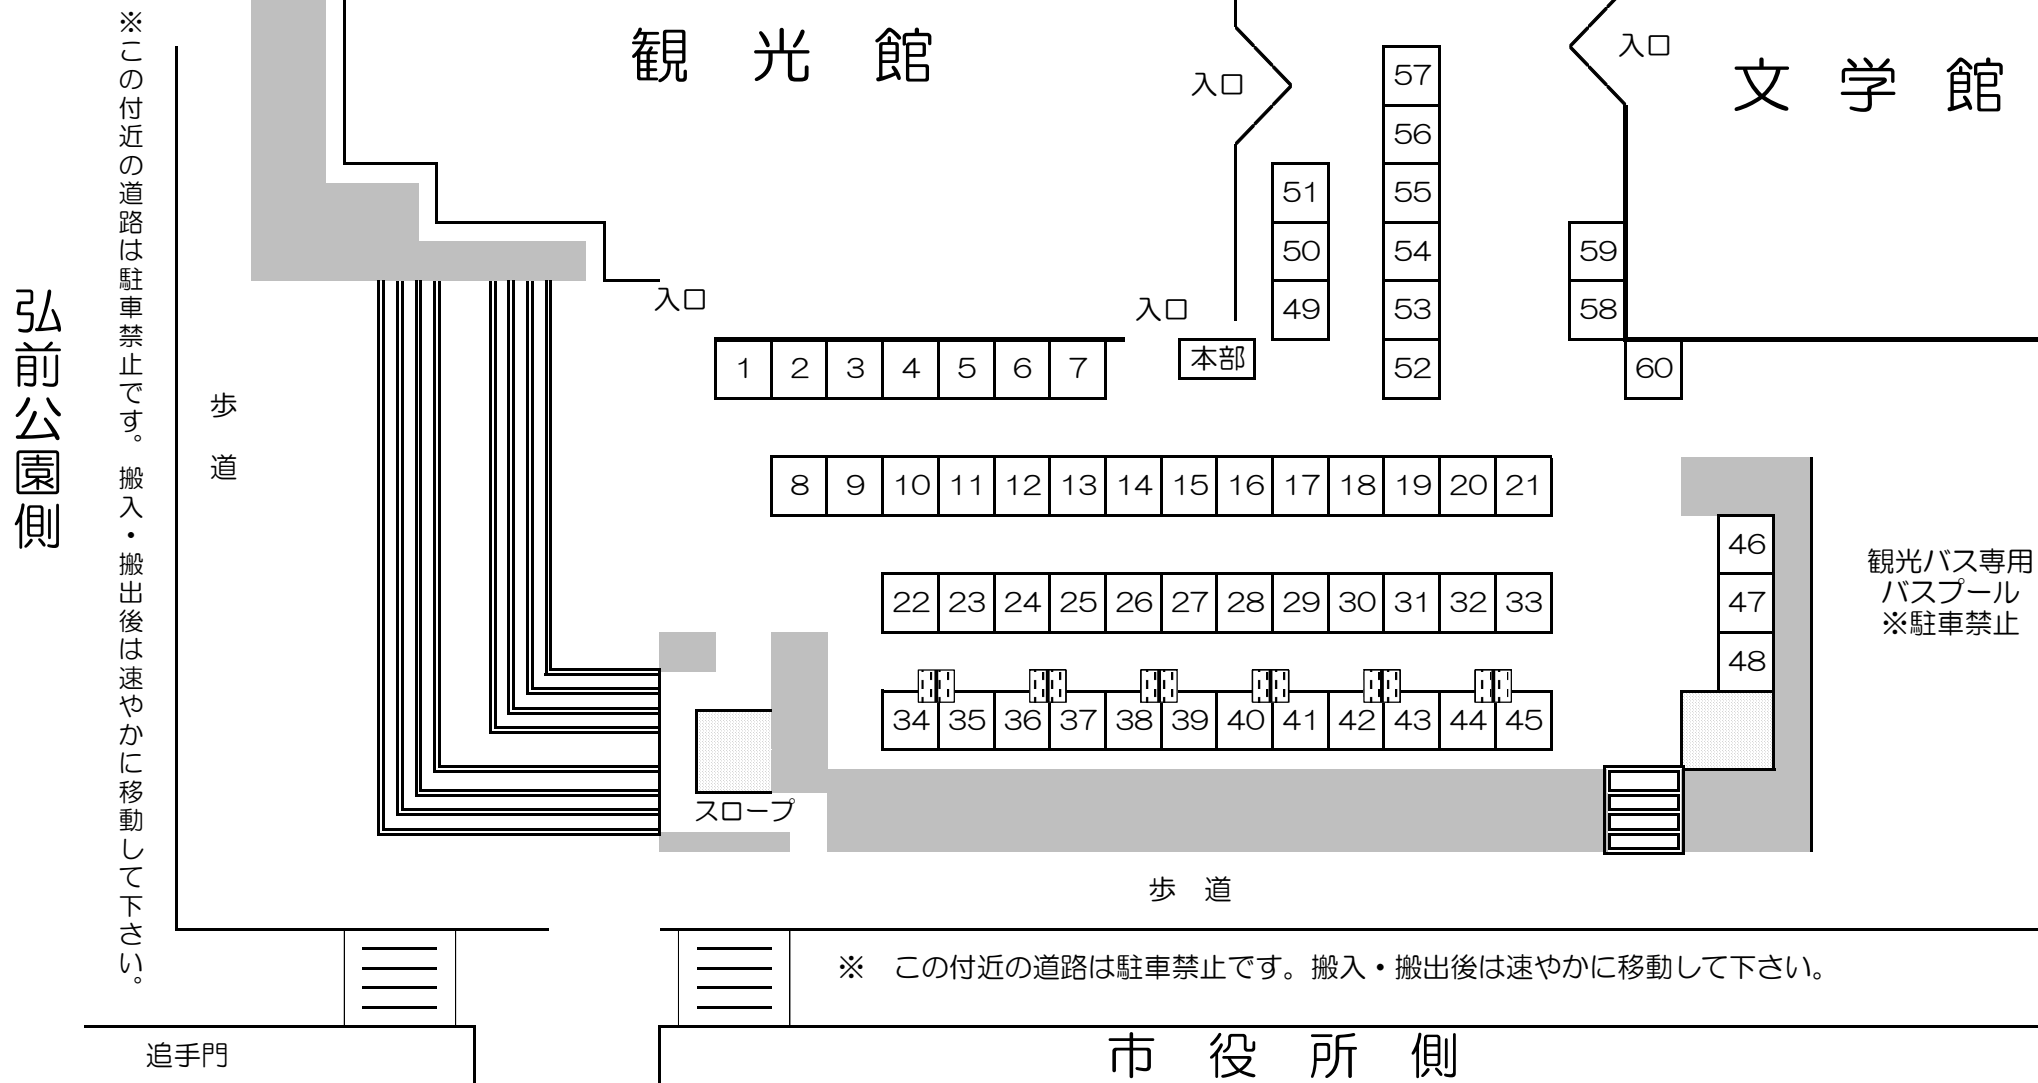 ※この付近の道路は駐車禁止です。搬入・搬出後は速やかに移動して下さい。
弘前公園側
歩道
観光館
入口
文学館
入口
57
56
51
55
50
54
59
49
53
58
入口
入口
本部
1 2 3 4 5 6 7
52
60
8 9 10 11 12 13 14 15 16 17 18 19 20 21
46
47
48
観光バス専用
バスプール
※駐車禁止
22 23 24 25 26 27 28 29 30 31 32 33
34 35 36 37 38 39 40 41 42 43 44 45
スロープ
歩道
※ この付近の道路は駐車禁止です。搬入・搬出後は速やかに移動して下さい。
追手門
市役所側